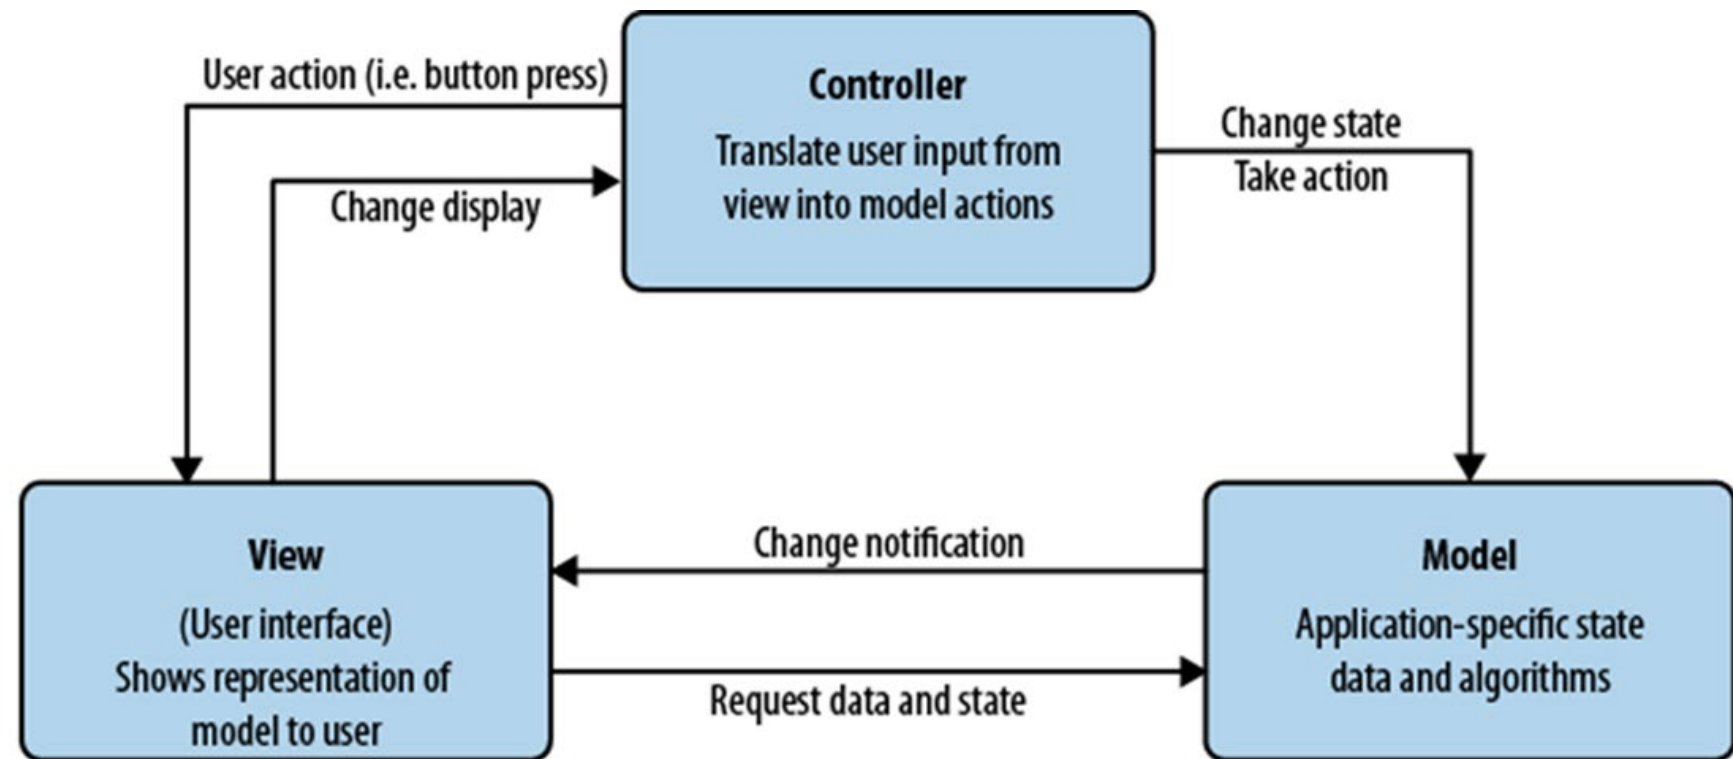 User action (i.e. button press)
Controller
Translate user input from
view into model actions
Change state
Take action
Change display
View
(User interface)
Shows representation of
model to user
Change notification
Request data and state
Model
Application-specific state
data and algorithms